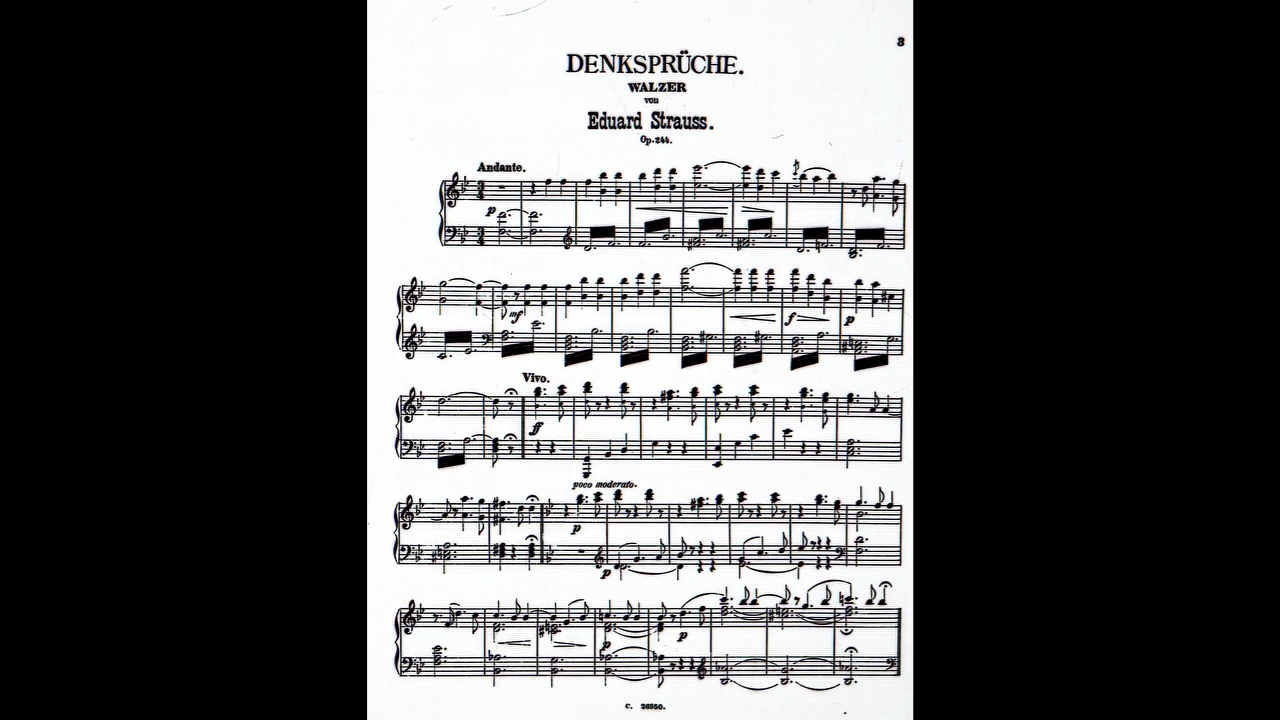 3
DENKSPRÜCHE.
WALZER
von
Eduard Strauss.
Op. 244.
Andante.
p
mf
f
p
Vivo.
ff
poco moderato.
p
p
p
p
C. 26950.